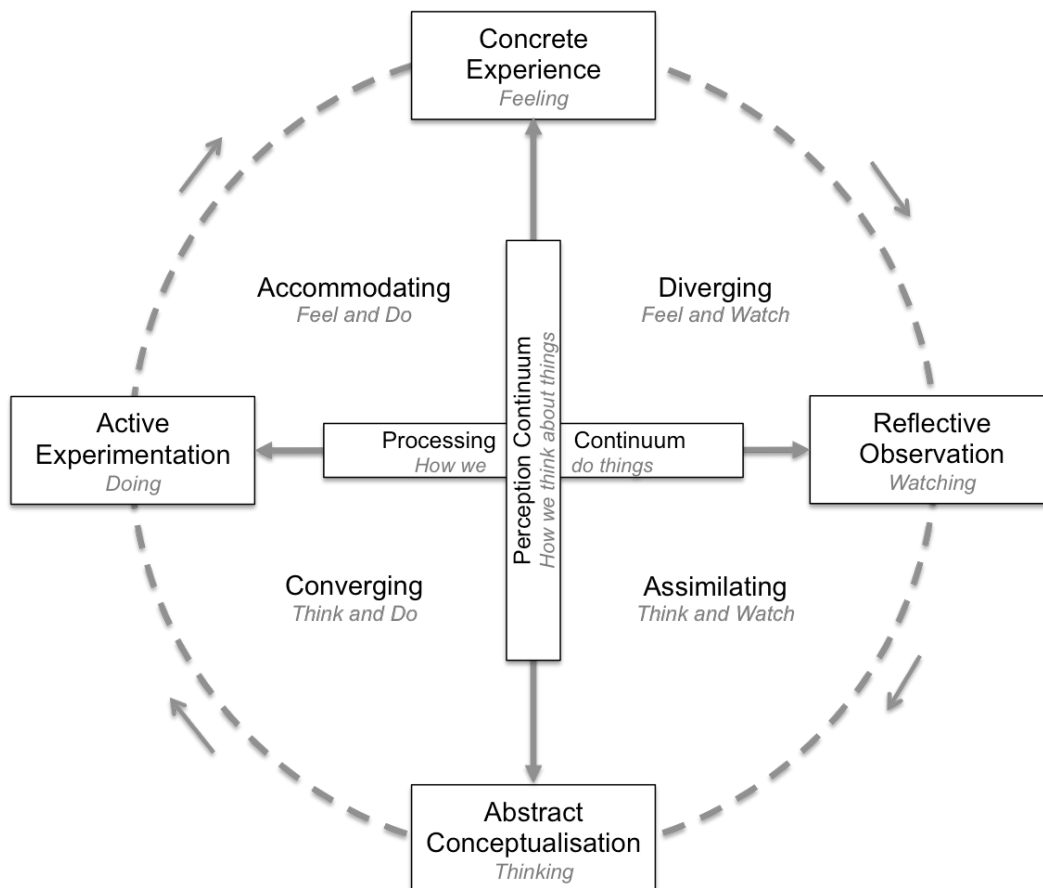 Concrete
Experience
Feeling
Accommodating
Feel and Do
Diverging
Feel and Watch
Active
Experimentation
Doing
Processing Continuum
How we do things
Perception Continuum
How we think about things
Reflective
Observation
Watching
Converging
Think and Do
Assimilating
Think and Watch
Abstract
Conceptualisation
Thinking